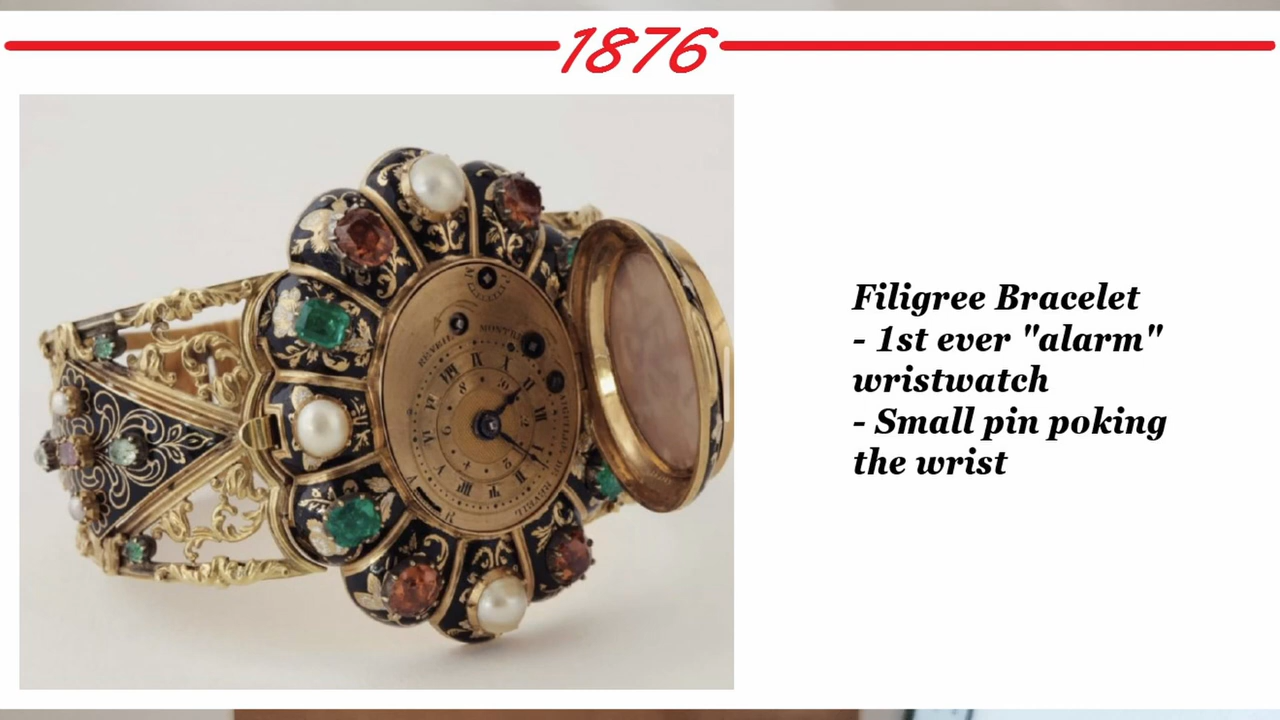 1876
Filigree Bracelet
- 1st ever "alarm"
wristwatch
- Small pin poking
the wrist